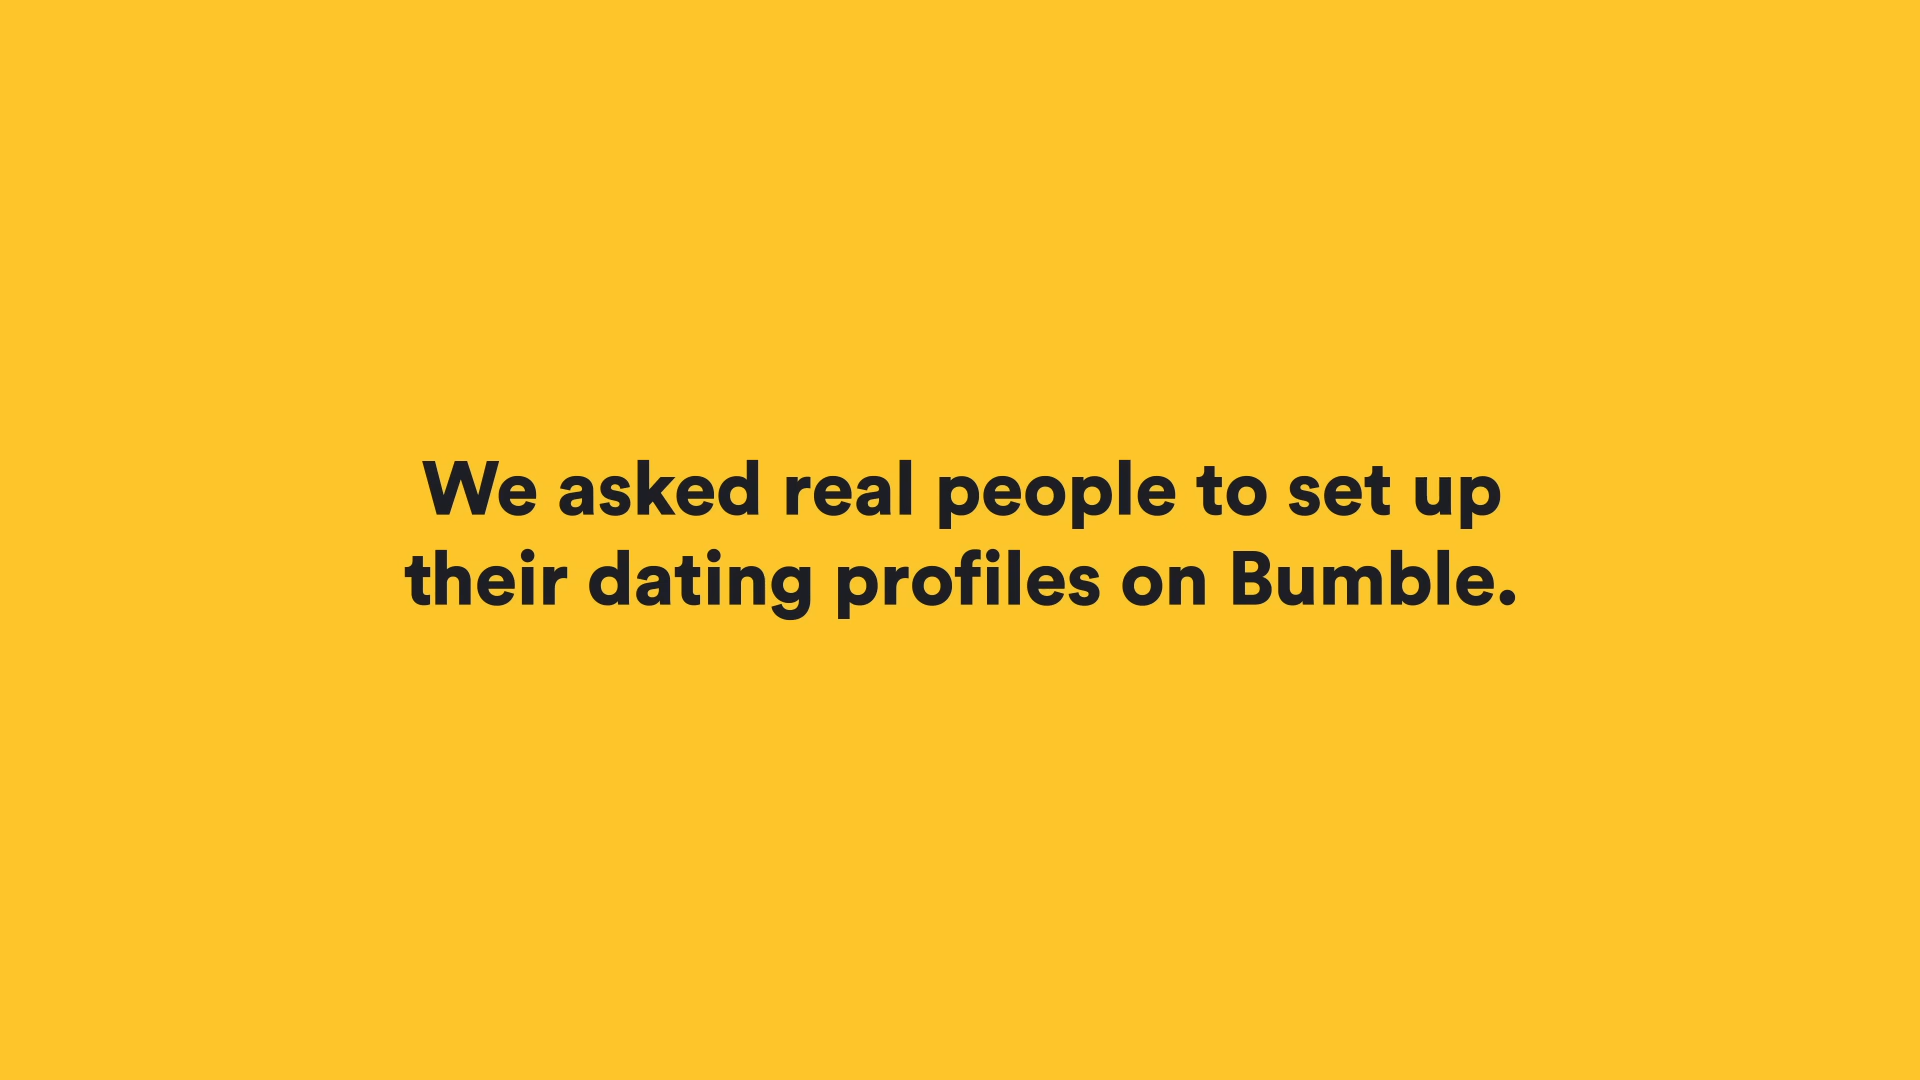 We asked real people to set up
their dating profiles on Bumble.